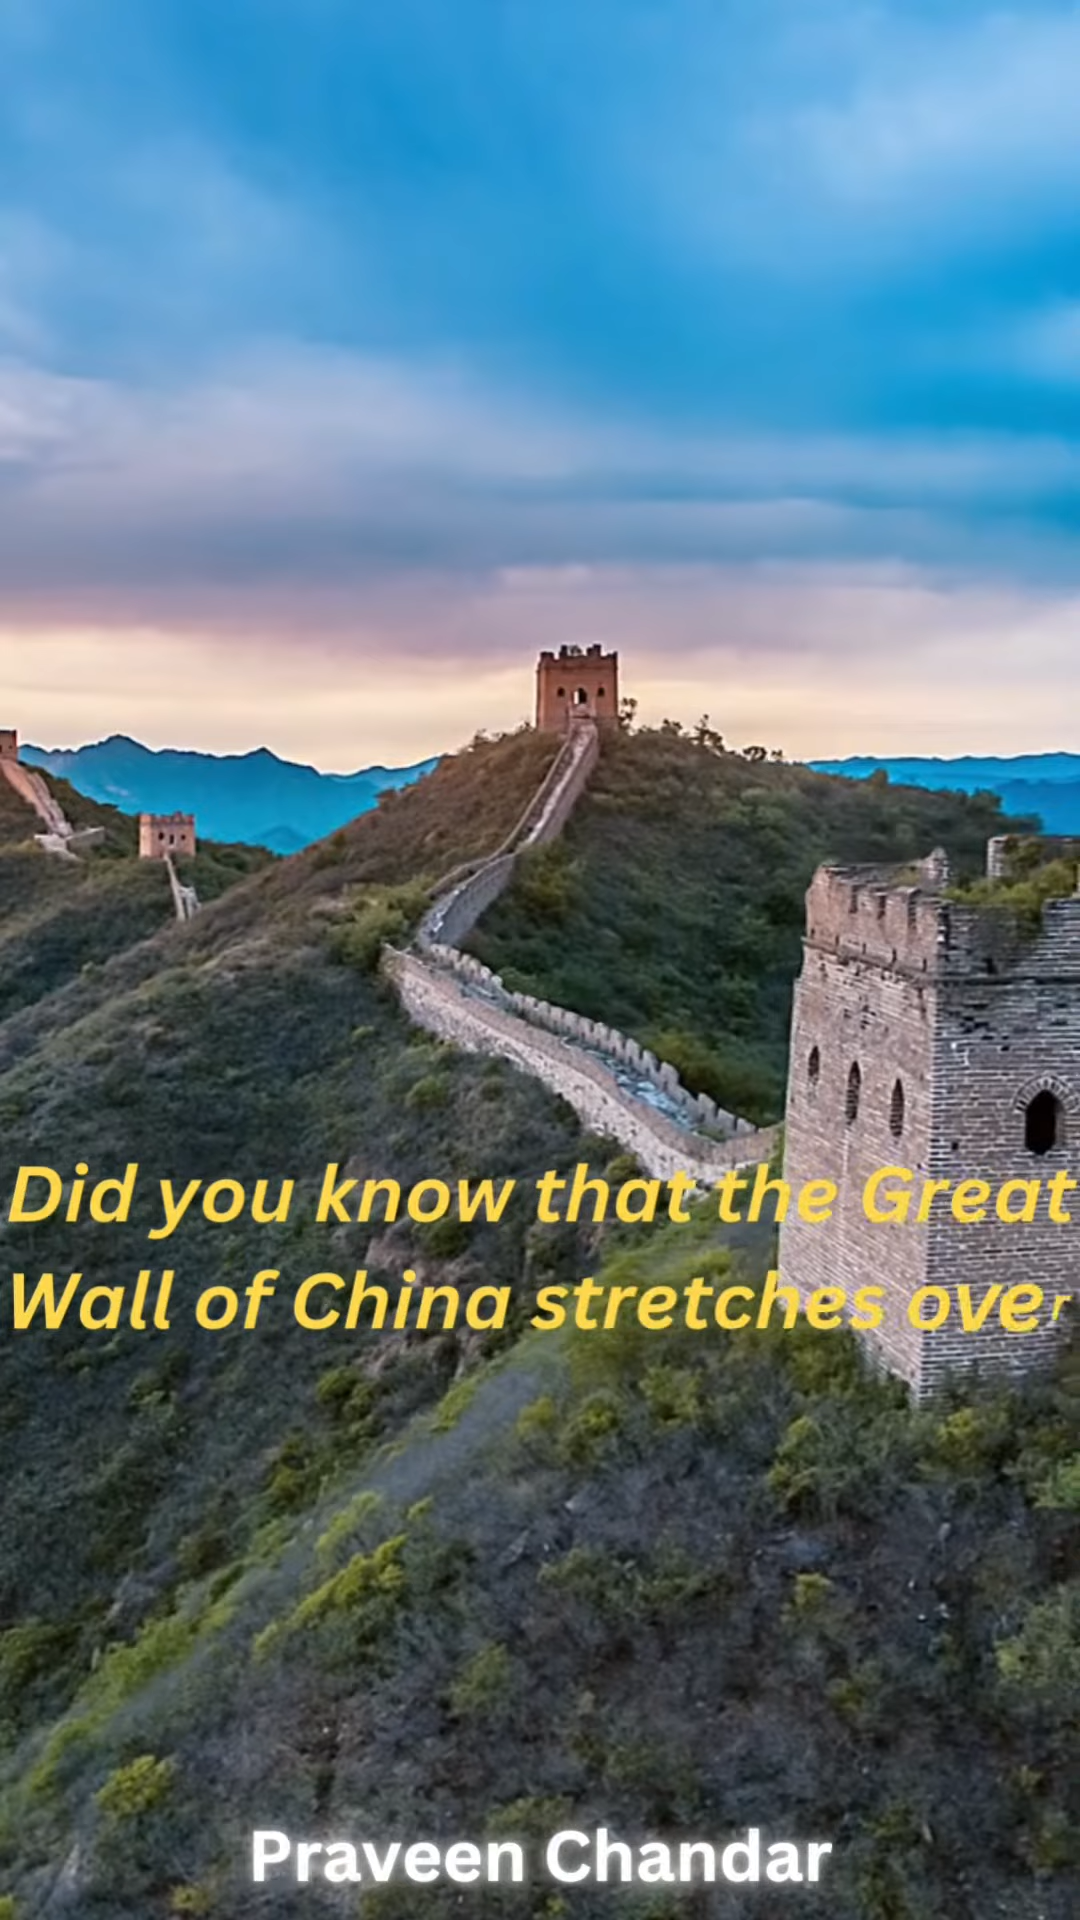 Did you know that the Great
Wall of China stretches over
Praveen Chandar